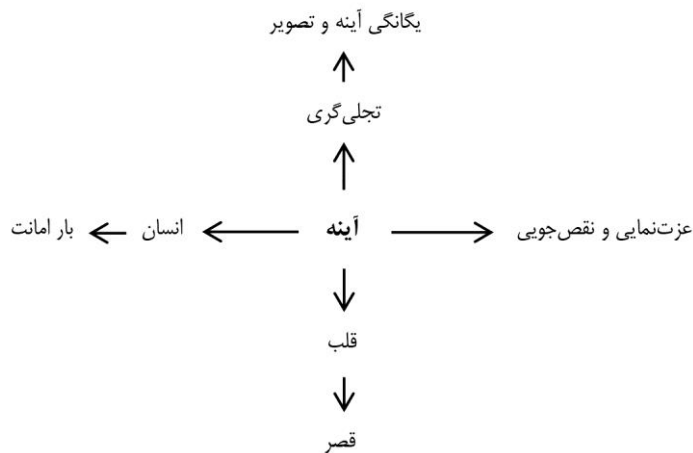 یگانگی آینه و تصویر
تجلی‌گری
عزت‌نمایی و نقص‌جویی
آینه
انسان
بار امانت
قلب
قصر